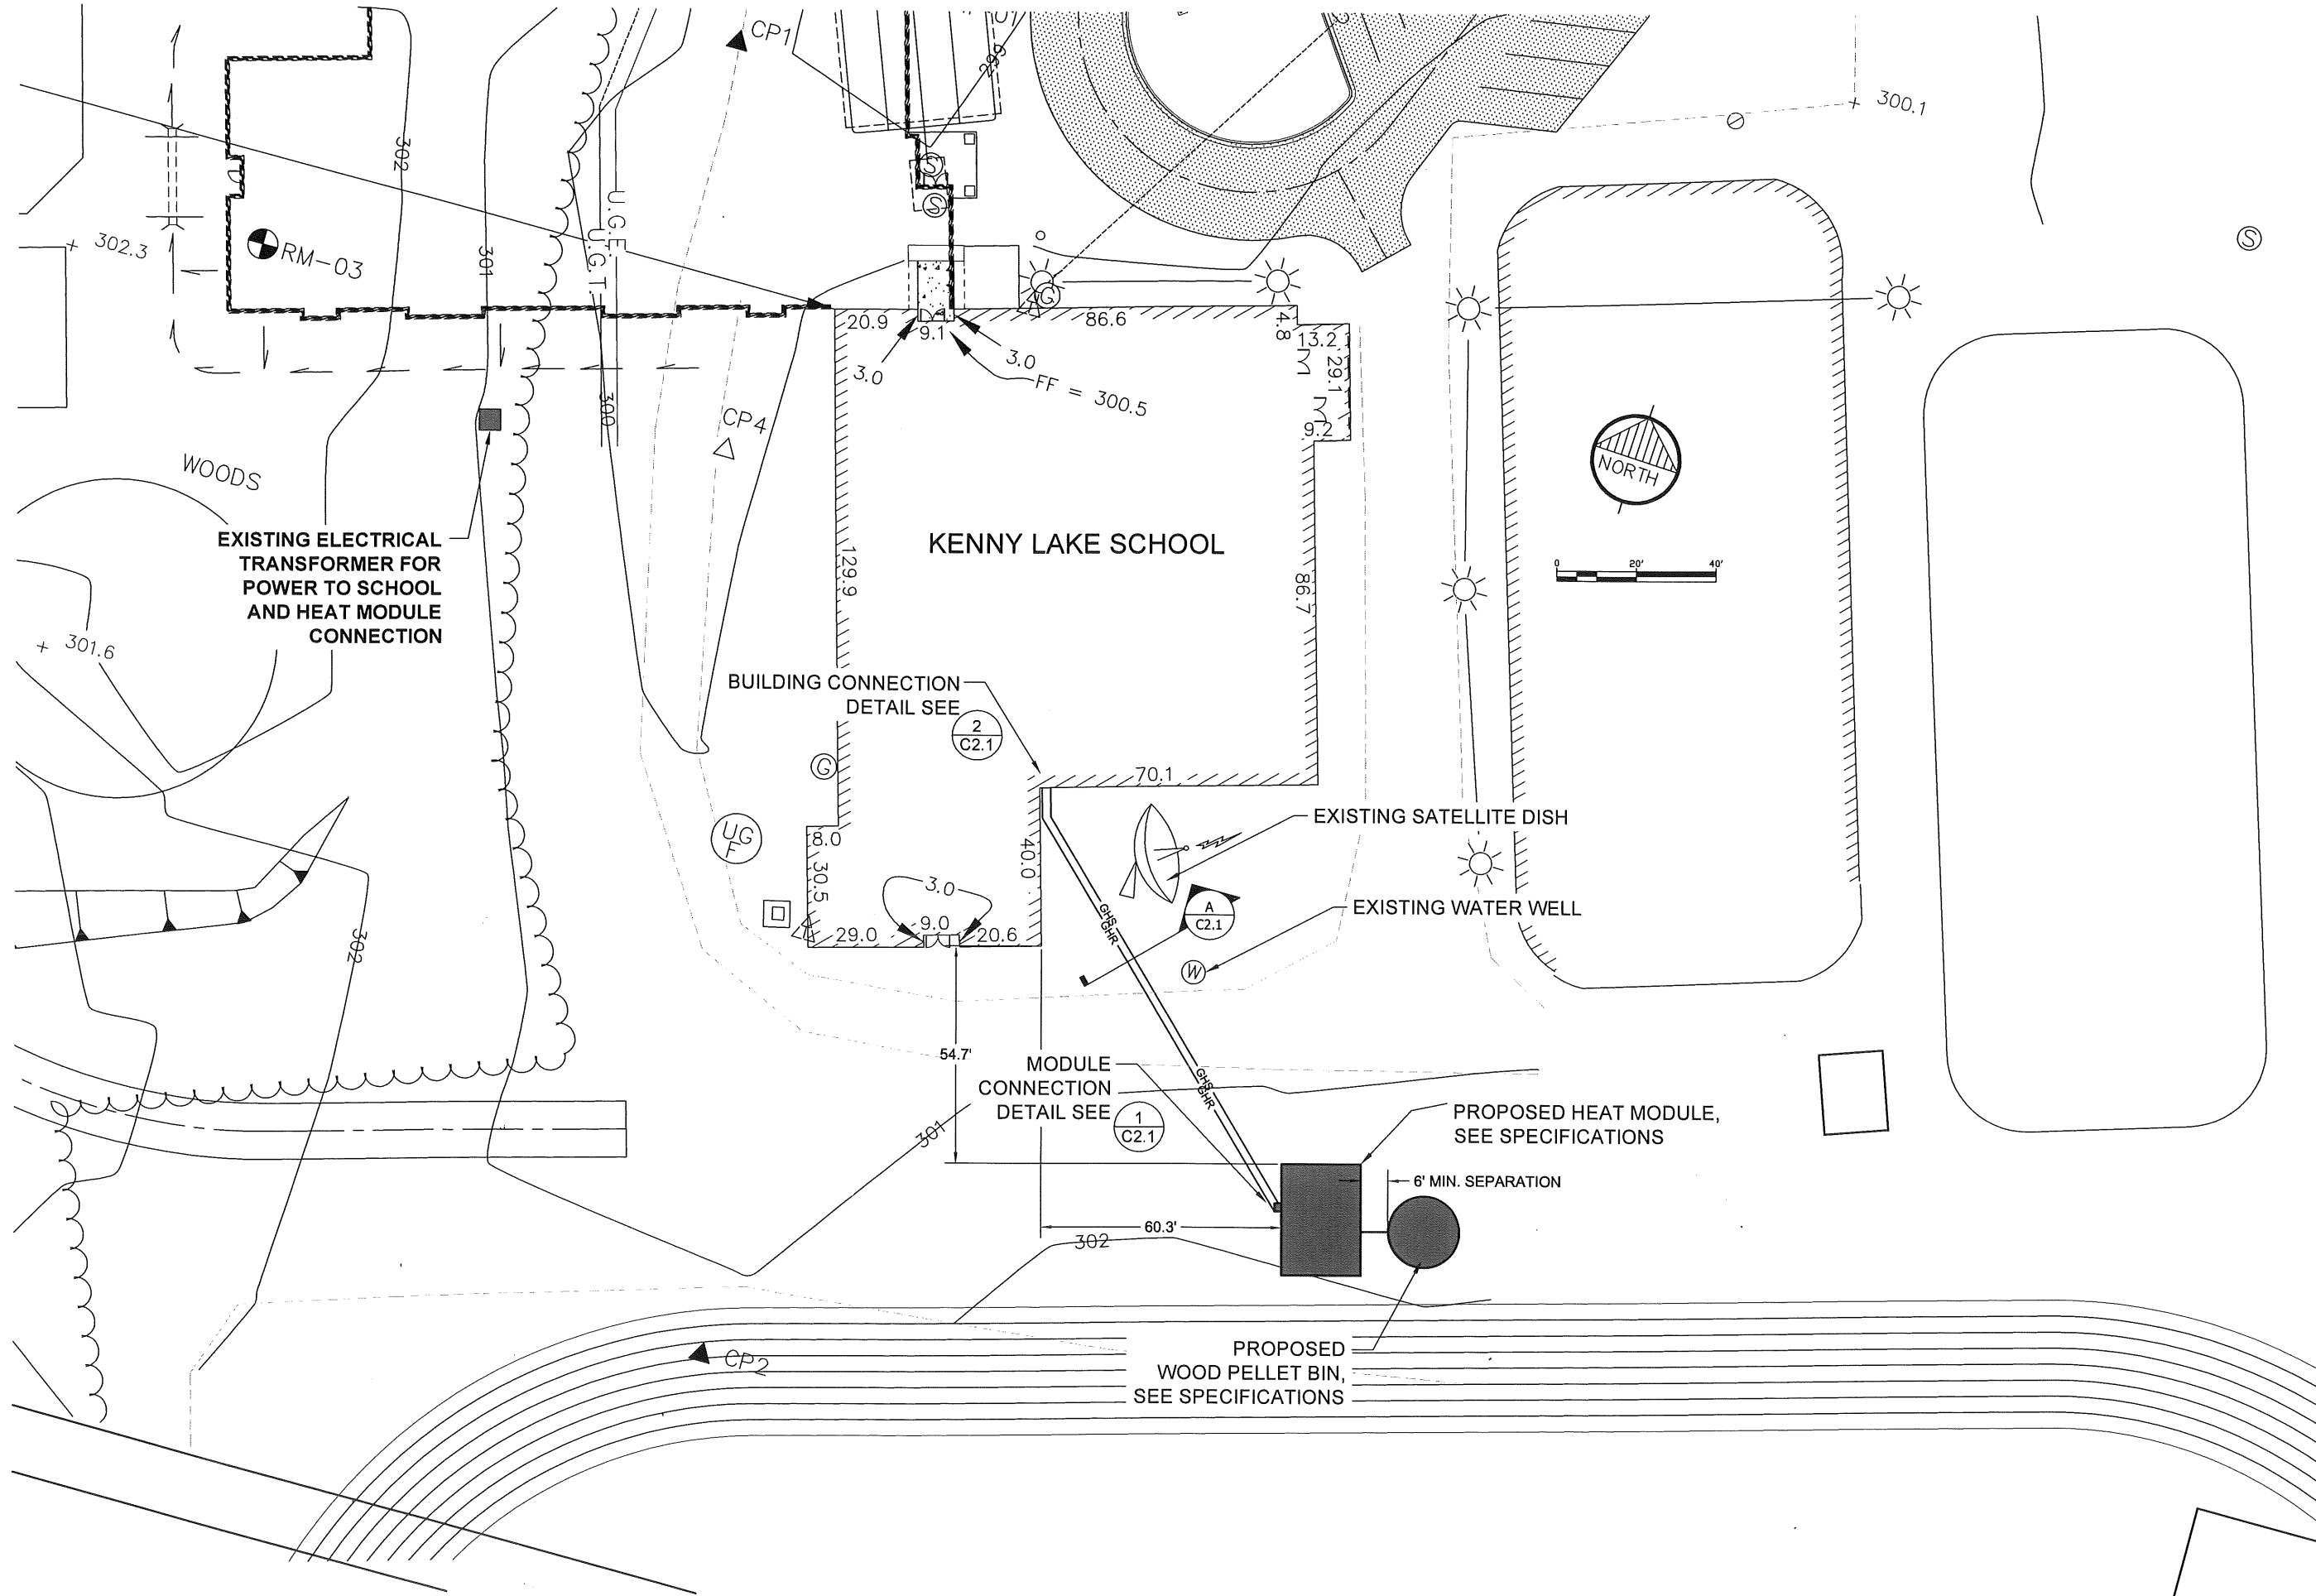 CP1
299
300.1
302
U.G.E.
U.G.T.
S
S
S
302.3
RM-03
301
G
20.9
9.1
86.6
4.8
13.2
29.1
3.0
3.0
FF = 300.5
300
CP4
9.2
NORTH
WOODS
EXISTING ELECTRICAL
TRANSFORMER FOR
POWER TO SCHOOL
AND HEAT MODULE
CONNECTION
KENNY LAKE SCHOOL
129.9
86.7
0 20' 40'
301.6
BUILDING CONNECTION
DETAIL SEE
2
C2.1
G
70.1
EXISTING SATELLITE DISH
UG
F
8.0
30.5
40.0
3.0
9.0
29.0
20.6
GHS
GHR
A
C2.1
EXISTING WATER WELL
W
302
54.7'
MODULE
CONNECTION
DETAIL SEE
1
C2.1
GHS
GHR
301
PROPOSED HEAT MODULE,
SEE SPECIFICATIONS
6' MIN. SEPARATION
60.3'
302
CP2
PROPOSED
WOOD PELLET BIN,
SEE SPECIFICATIONS